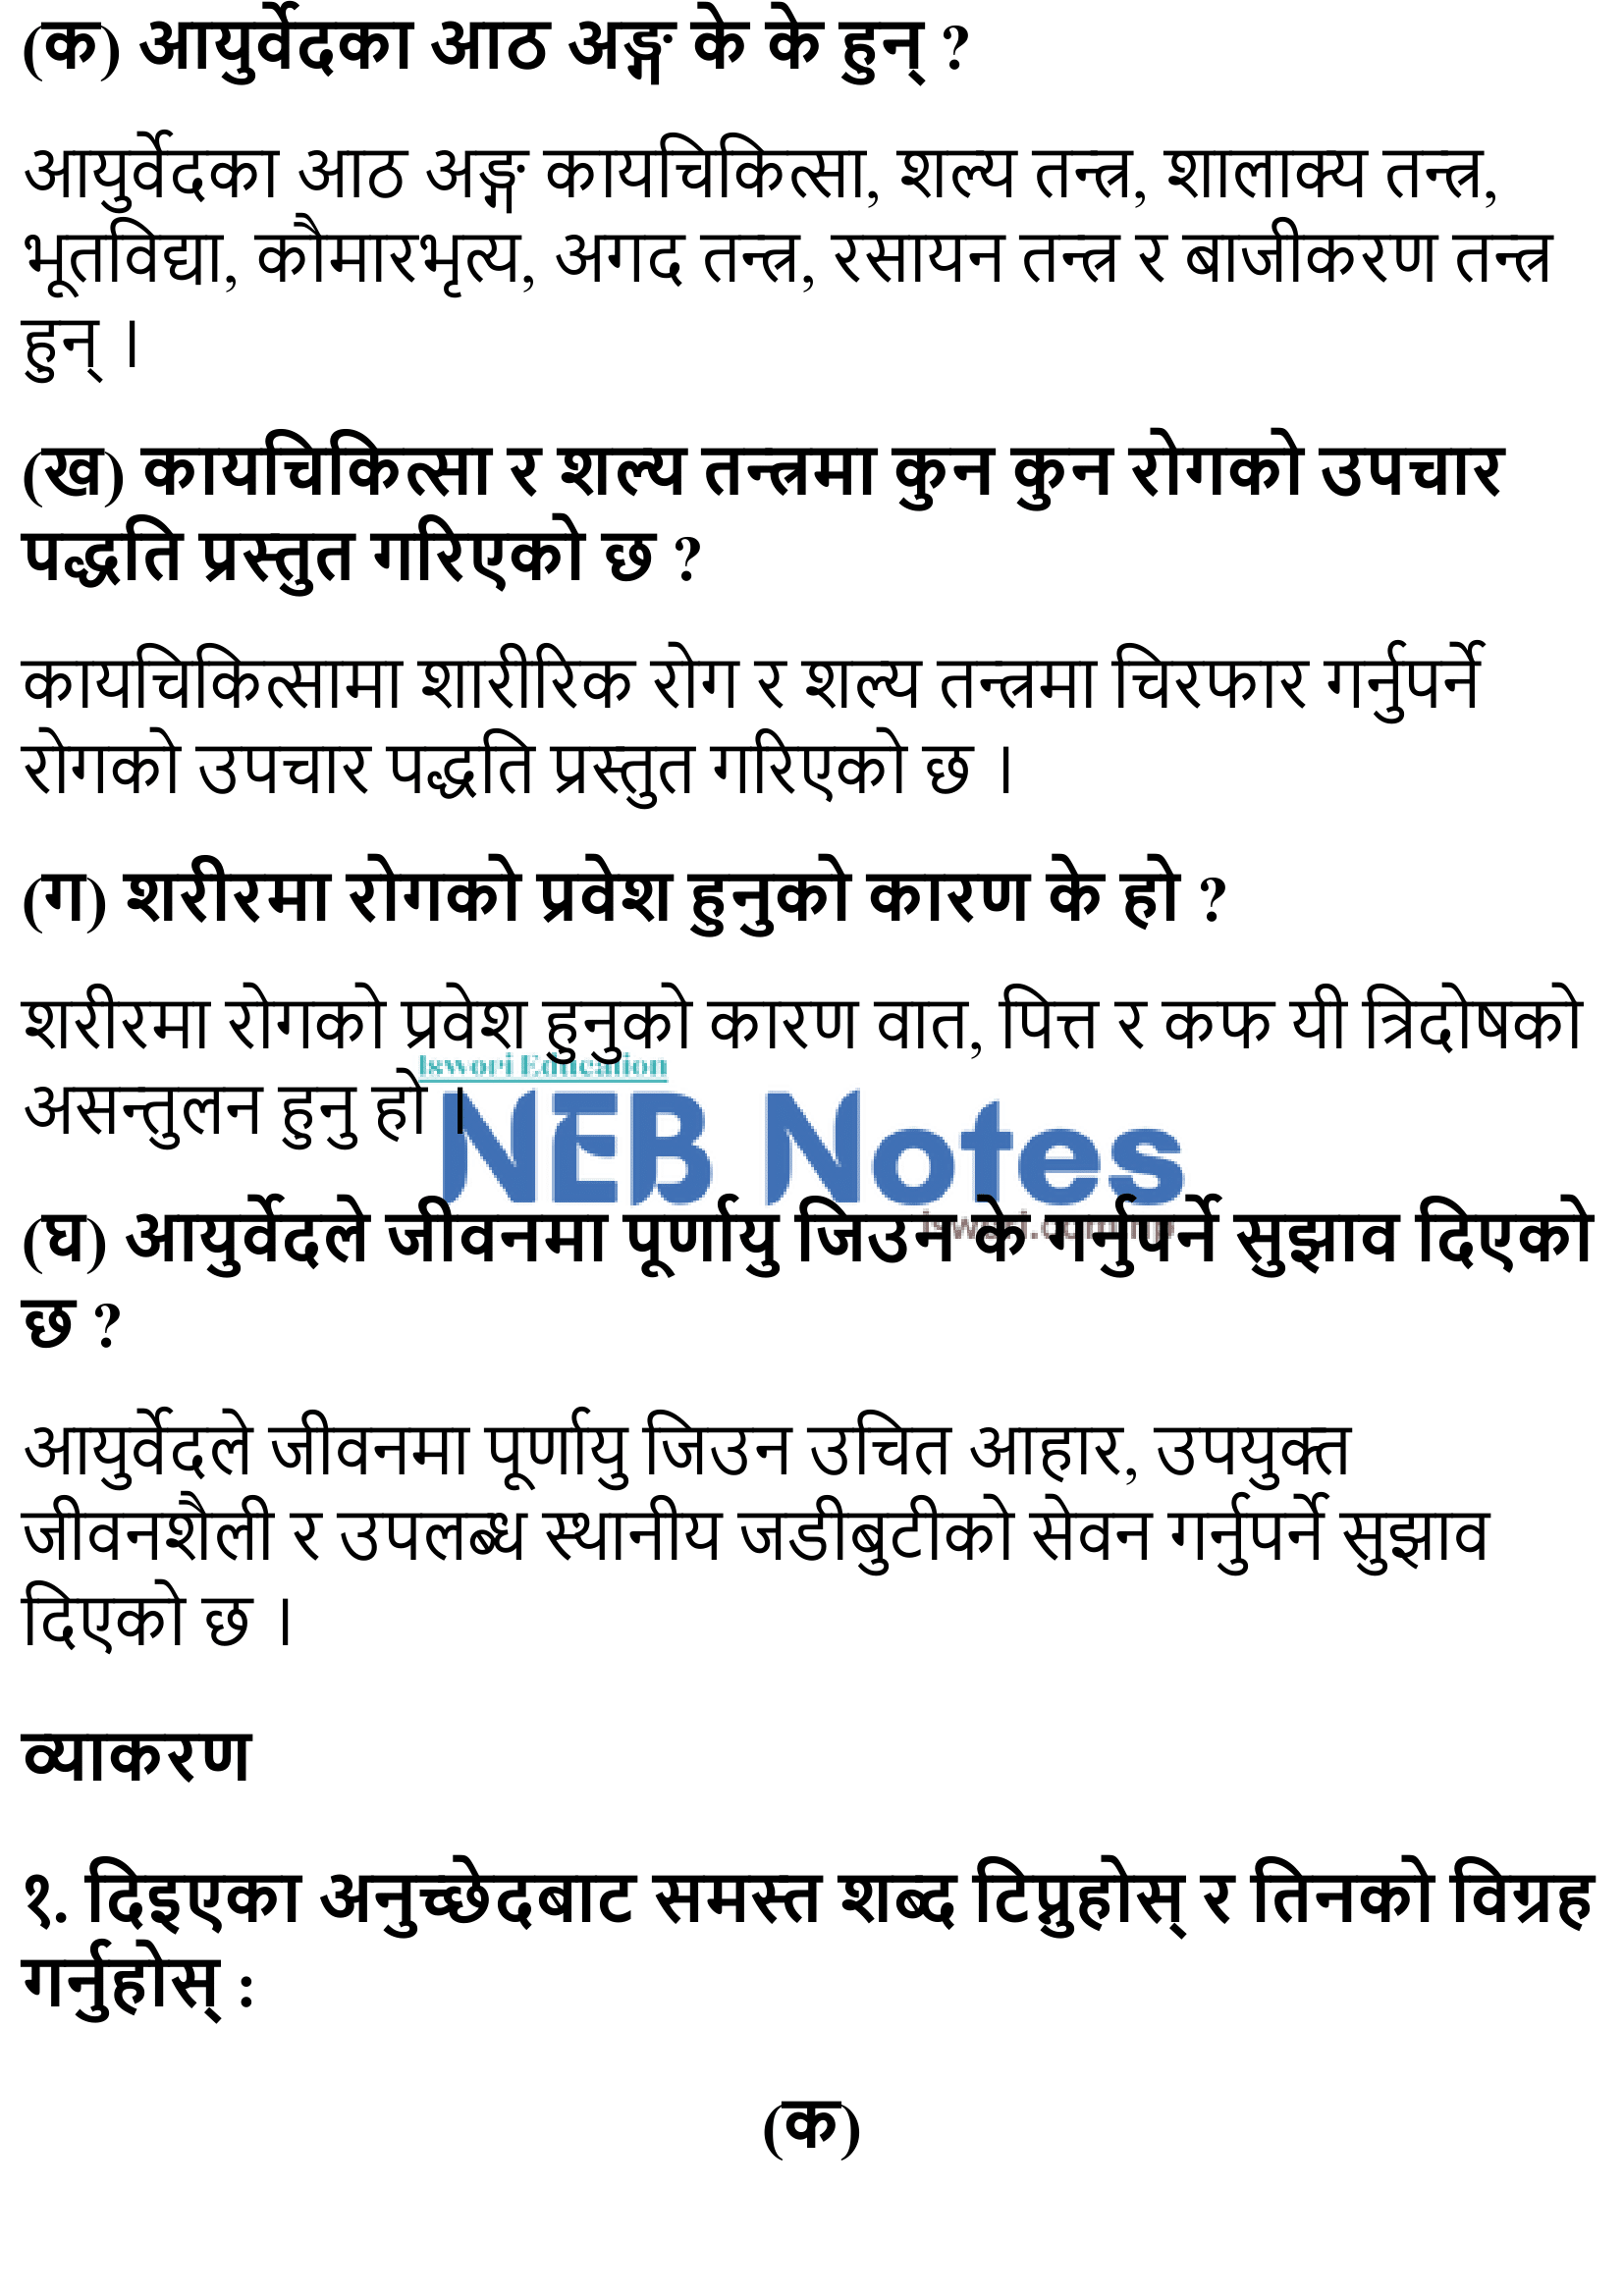 (क) आयुर्वेदका आठ अङ्ग के के हुन् ?
आयुर्वेदका आठ अङ्ग कायचिकित्सा, शल्य तन्त्र, शालाक्य तन्त्र,
भूतविद्या, कौमारभृत्य, अगद तन्त्र, रसायन तन्त्र र बाजीकरण तन्त्र
हुन् ।
(ख) कायचिकित्सा र शल्य तन्त्रमा कुन कुन रोगको उपचार
पद्धति प्रस्तुत गरिएको छ ?
कायचिकित्सामा शारीरिक रोग र शल्य तन्त्रमा चिरफार गर्नुपर्ने
रोगको उपचार पद्धति प्रस्तुत गरिएको छ ।
(ग) शरीरमा रोगको प्रवेश हुनुको कारण के हो ?
शरीरमा रोगको प्रवेश हुनुको कारण वात, पित्त र कफ यी त्रिदोषको
Iswori Education
असन्तुलन हुनु हो ।
NEB Notes
iswori.com.np
(घ) आयुर्वेदले जीवनमा पूर्णायु जिउन के गर्नुपर्ने सुझाव दिएको
छ ?
आयुर्वेदले जीवनमा पूर्णायु जिउन उचित आहार, उपयुक्त
जीवनशैली र उपलब्ध स्थानीय जडीबुटीको सेवन गर्नुपर्ने सुझाव
दिएको छ ।
व्याकरण
१. दिइएका अनुच्छेदबाट समस्त शब्द टिप्नुहोस् र तिनको विग्रह
गर्नुहोस् :
(क)